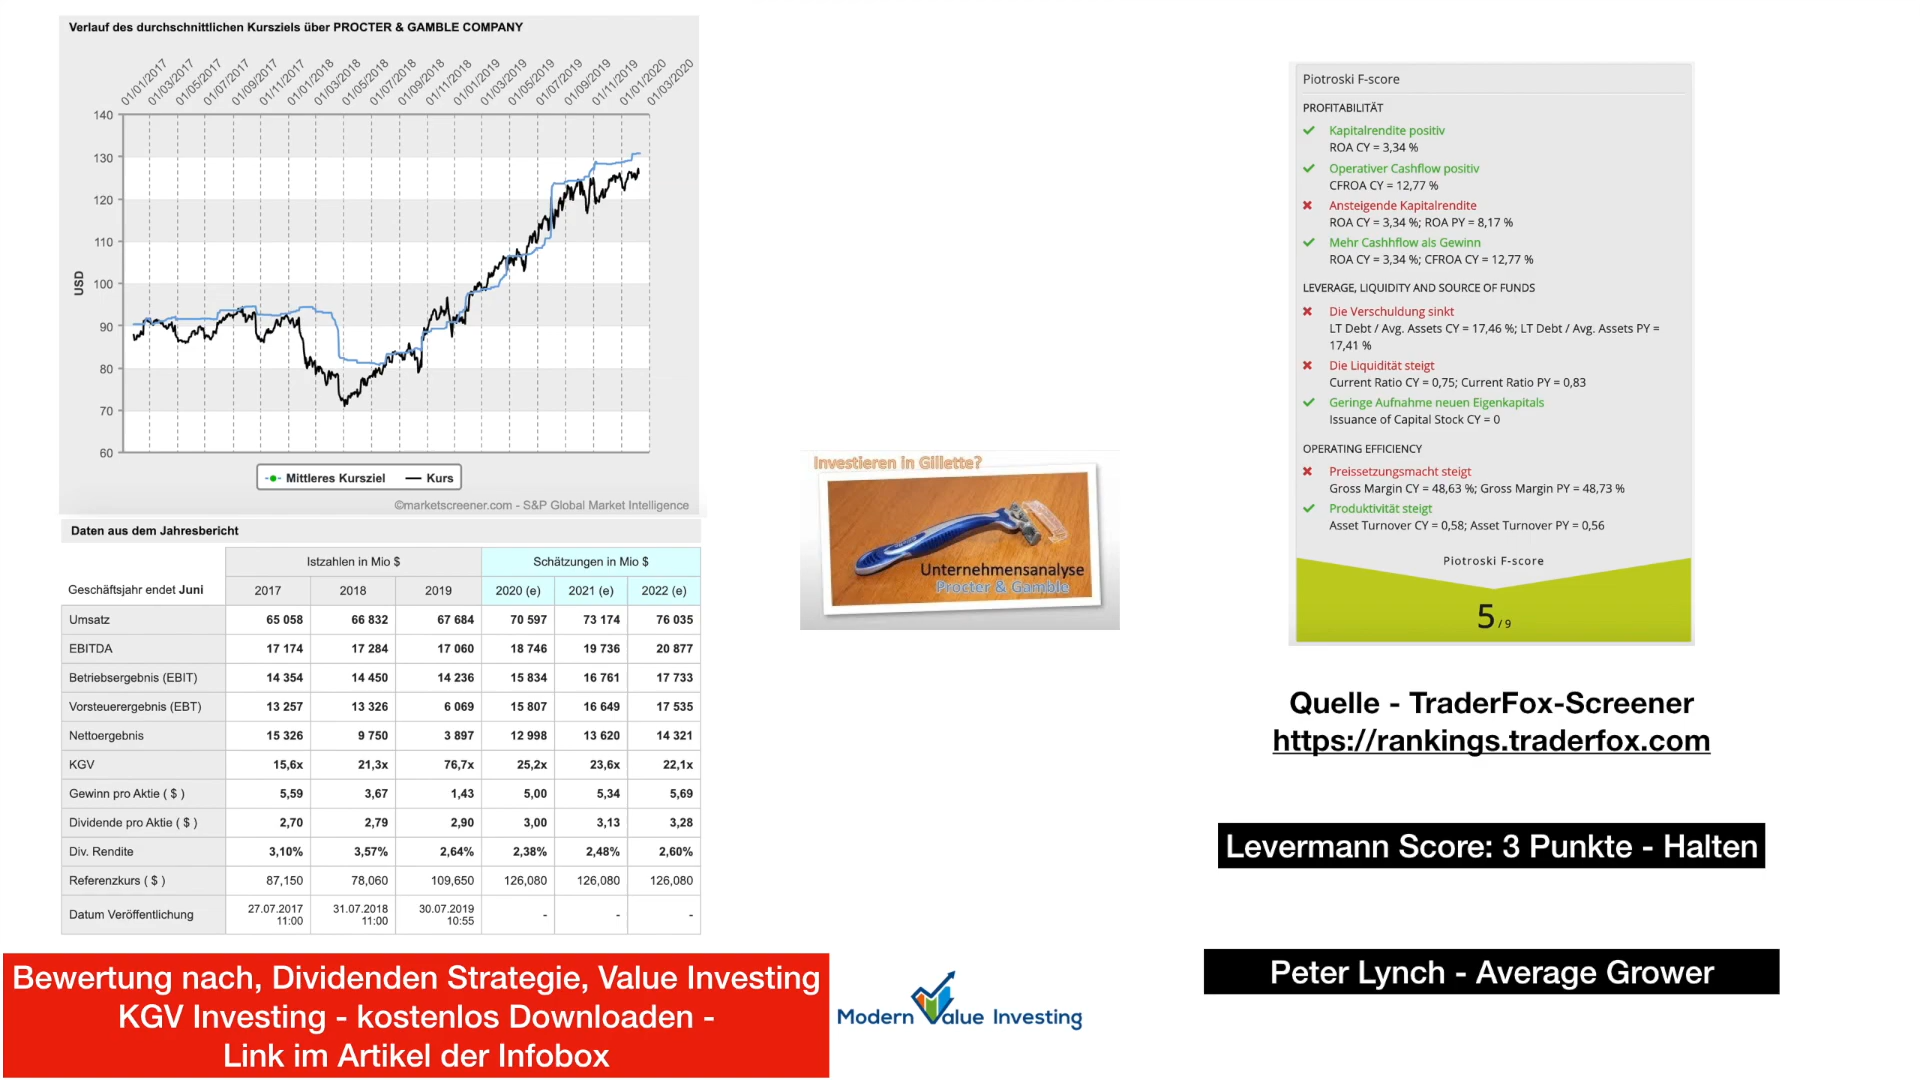 Verlauf des durchschnittlichen Kursziels über PROCTER & GAMBLE COMPANY
01/01/2017
01/03/2017
01/05/2017
01/07/2017
01/09/2017
01/11/2017
01/01/2018
01/03/2018
01/05/2018
01/07/2018
01/09/2018
01/11/2018
01/01/2019
01/03/2019
01/05/2019
01/07/2019
01/09/2019
01/11/2019
01/01/2020
01/03/2020
140
130
120
110
100
90
80
70
60
USD
Mittleres Kursziel Kurs
©marketscreener.com - S&P Global Market Intelligence
Daten aus dem Jahresbericht
Istzahlen in Mio $ Schätzungen in Mio $
Geschäftsjahr endet Juni 2017 2018 2019 2020 (e) 2021 (e) 2022 (e)
Umsatz 65 058 66 832 67 684 70 597 73 174 76 035
EBITDA 17 174 17 284 17 060 18 746 19 736 20 877
Betriebsergebnis (EBIT) 14 354 14 450 14 236 15 834 16 761 17 733
Vorsteuerergebnis (EBT) 13 257 13 326 6 069 15 807 16 649 17 535
Nettoergebnis 15 326 9 750 3 897 12 998 13 620 14 321
KGV 15,6x 21,3x 76,7x 25,2x 23,6x 22,1x
Gewinn pro Aktie ( $ ) 5,59 3,67 1,43 5,00 5,34 5,69
Dividende pro Aktie ( $ ) 2,70 2,79 2,90 3,00 3,13 3,28
Div. Rendite 3,10% 3,57% 2,64% 2,38% 2,48% 2,60%
Referenzkurs ( $ ) 87,150 78,060 109,650 126,080 126,080 126,080
Datum Veröffentlichung 27.07.2017 31.07.2018 30.07.2019 - - -
11:00 11:00 10:55
Bewertung nach, Dividenden Strategie, Value Investing
KGV Investing - kostenlos Downloaden -
Link im Artikel der Infobox
Investieren in Gillette?
Unternehmensanalyse
Procter & Gamble
Modern Value Investing
Piotroski F-score
PROFITABILITÄT
Kapitalrendite positiv
ROA CY = 3,34 %
Operativer Cashflow positiv
CFROA CY = 12,77 %
Ansteigende Kapitalrendite
ROA CY = 3,34 %; ROA PY = 8,17 %
Mehr Cashhflow als Gewinn
ROA CY = 3,34 %; CFROA CY = 12,77 %
LEVERAGE, LIQUIDITY AND SOURCE OF FUNDS
Die Verschuldung sinkt
LT Debt / Avg. Assets CY = 17,46 %; LT Debt / Avg. Assets PY =
17,41 %
Die Liquidität steigt
Current Ratio CY = 0,75; Current Ratio PY = 0,83
Geringe Aufnahme neuen Eigenkapitals
Issuance of Capital Stock CY = 0
OPERATING EFFICIENCY
Preissetzungsmacht steigt
Gross Margin CY = 48,63 %; Gross Margin PY = 48,73 %
Produktivität steigt
Asset Turnover CY = 0,58; Asset Turnover PY = 0,56
Piotroski F-score
5 / 9
Quelle - TraderFox-Screener
https://rankings.traderfox.com
Levermann Score: 3 Punkte - Halten
Peter Lynch - Average Grower